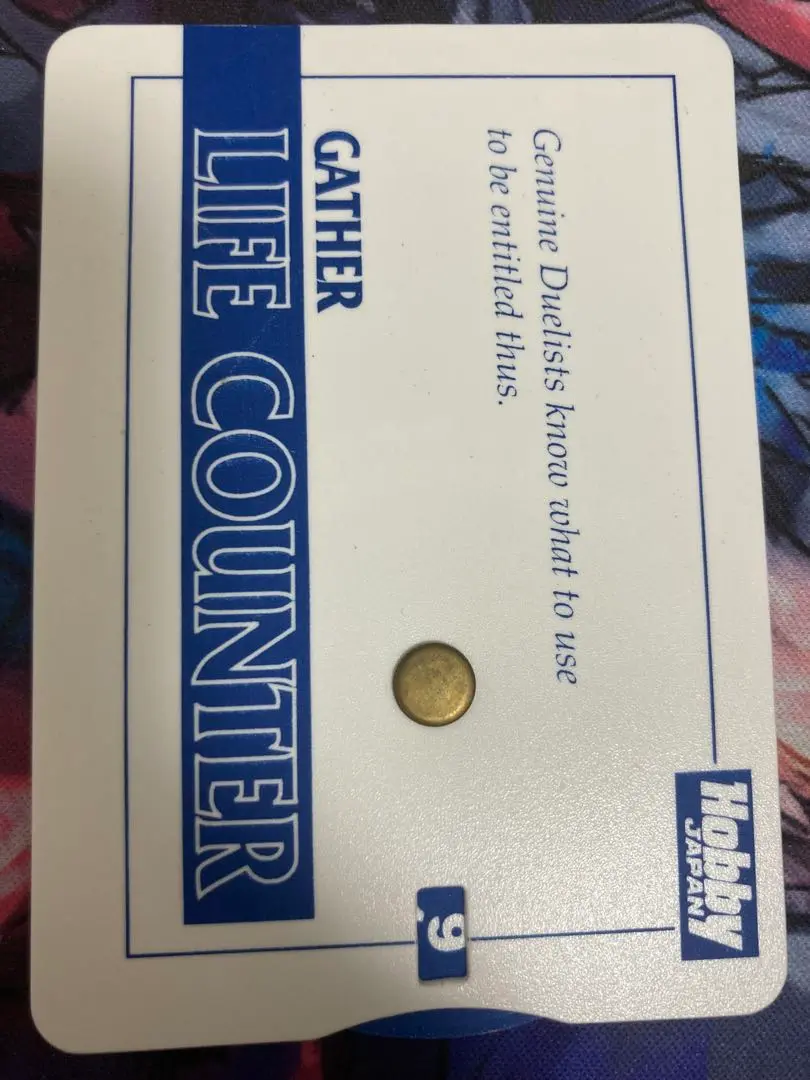 Hobby
JAPAN
Genuine Duelists know what to use
to be entitled thus.
GATHER
LIFE COUNTER
9